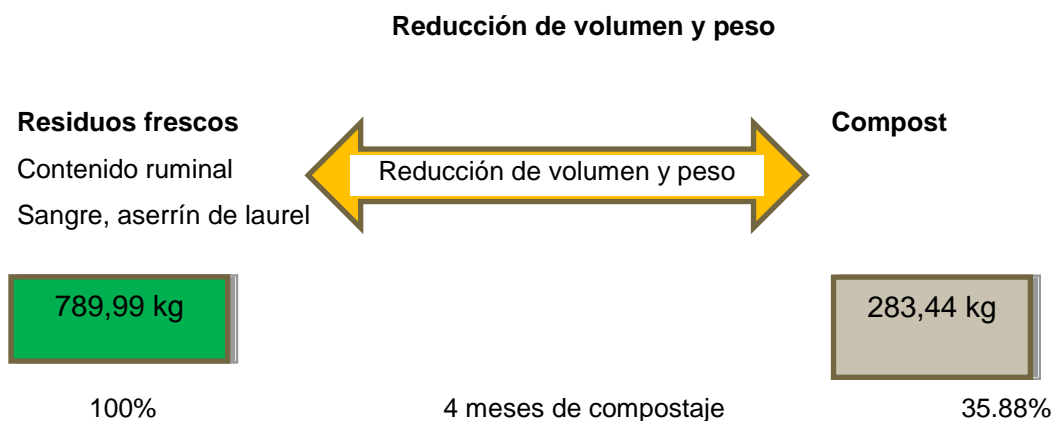 Reducción de volumen y peso
Residuos frescos
Compost
Contenido ruminal
Reducción de volumen y peso
Sangre, aserrín de laurel
789,99 kg
283,44 kg
100%
4 meses de compostaje
35.88%